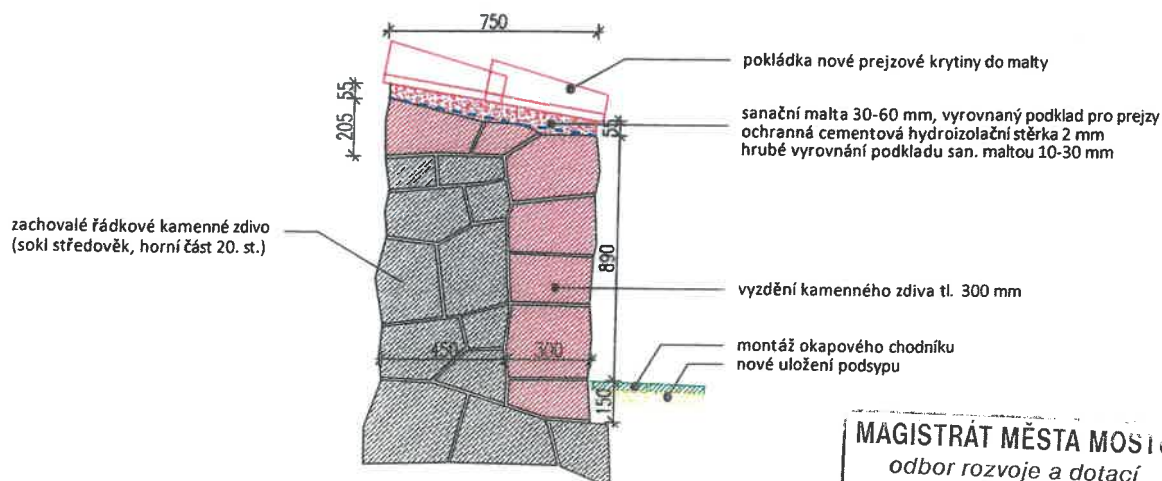 750
pokládka nové prejzové krytiny do malty
55
205
sanační malta 30-60 mm, vyrovnaný podklad pro prejzy
ochranná cementová hydroizolační stěrka 2 mm
hrubé vyrovnání podkladu san. maltou 10-30 mm
55
zachovalé řádkové kamenné zdivo
(sokl středověk, horní část 20. st.)
890
vyzdění kamenného zdiva tl. 300 mm
450
300
montáž okapového chodníku
nové uložení podsypu
150
MAGISTRÁT MĚSTA
odbor rozvoje a dotací